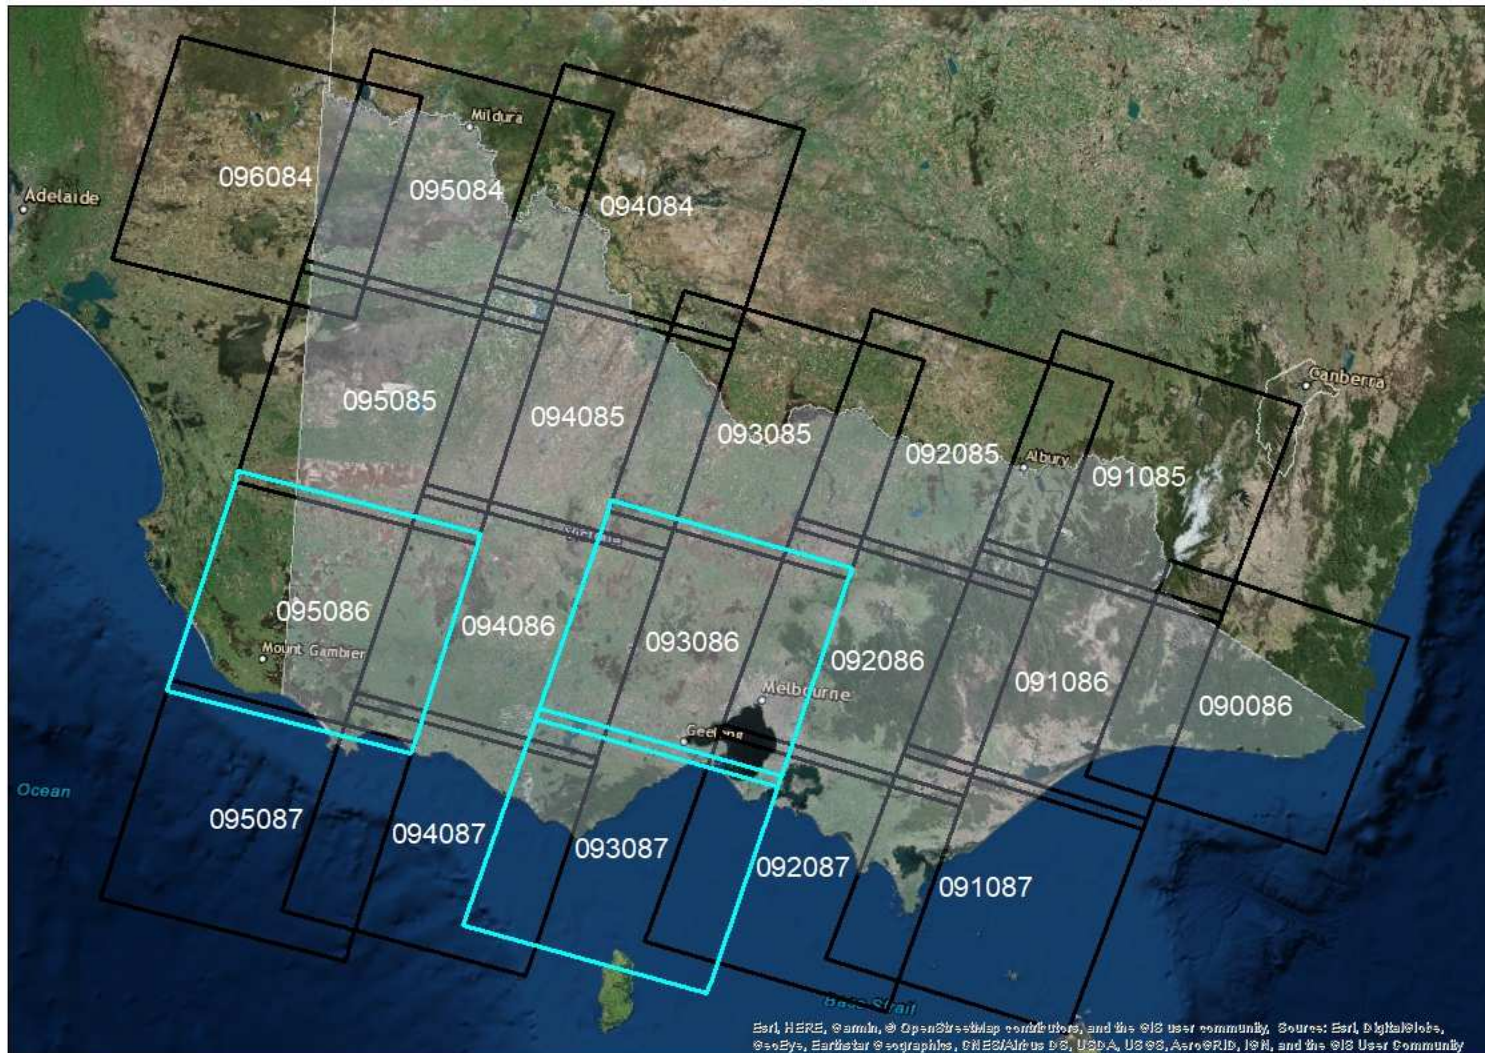 Mildura
096084
095084
Adelaide
094084
Canberra
095085
094085
093085
092085
Albury
091085
Victoria
095086
094086
093086
Mount Gambier
092086
091086
Melbourne
090086
Geelong
Ocean
095087
094087
093087
092087
091087
Bass Strait
Esri, HERE, Garmin, © OpenStreetMap contributors, and the GIS user community, Source: Esri, DigitalGlobe,
GeoEye, Earthstar Geographics, CNES/Airbus DS, USDA, USGS, AeroGRID, IGN, and the GIS User Community